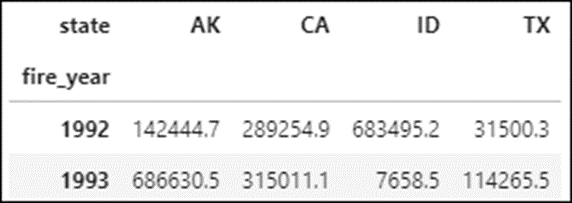 state AK CA ID TX
fire_year
1992 142444.7 289254.9 683495.2 31500.3
1993 686630.5 315011.1 7658.5 114265.5